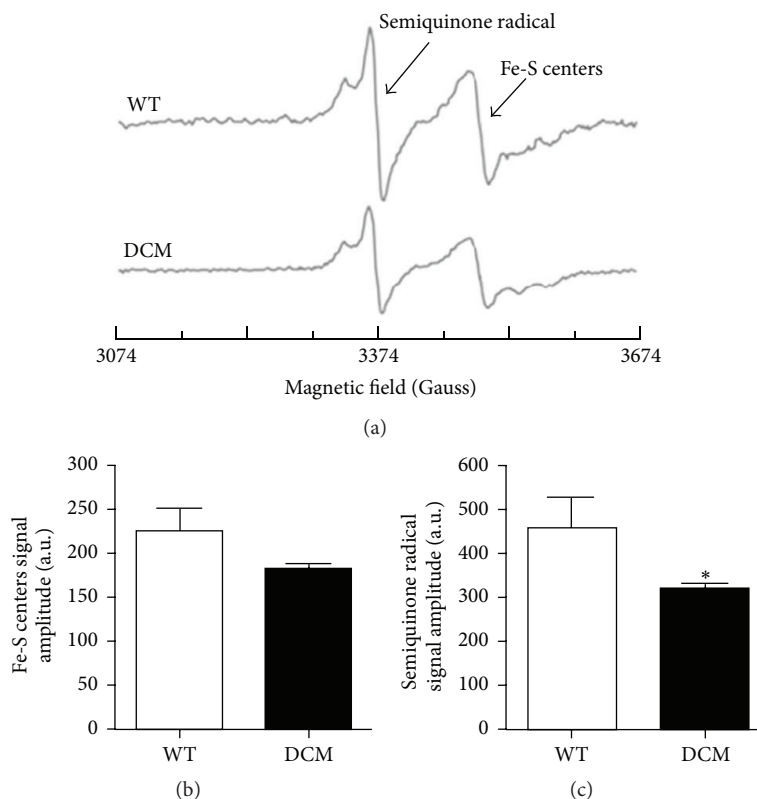 Semiquinone radical
Fe-S centers
WT
DCM
3074 3374 3674
Magnetic field (Gauss)
(a)
Fe-S centers signal
amplitude (a.u.)
300
250
200
150
100
50
0
WT DCM
(b)
Semiquinone radical
signal amplitude (a.u.)
600
500
400
300
200
100
0
*
WT DCM
(c)